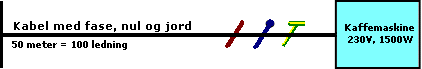 Kabel med fase, nul og jord
50 meter = 100 ledning
Kaffemaskine
230V, 1500W